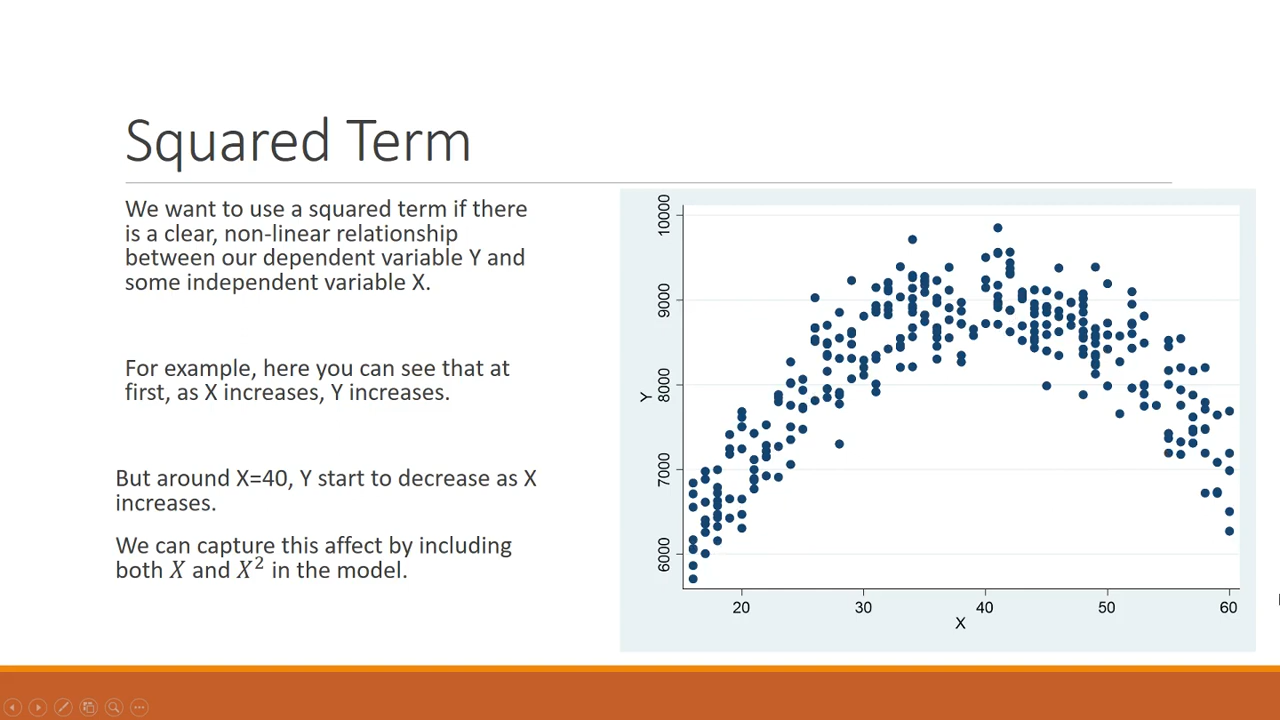 Squared Term
We want to use a squared term if there
is a clear, non-linear relationship
between our dependent variable Y and
some independent variable X.
For example, here you can see that at
first, as X increases, Y increases.
But around X=40, Y start to decrease as X
increases.
We can capture this affect by including
both X and X² in the model.
10000
9000
8000
7000
6000
Y
20 30 40 50 60
X